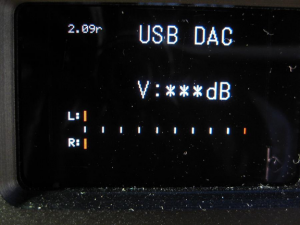 2.09r USB DAC
V:***dB
L:
R: